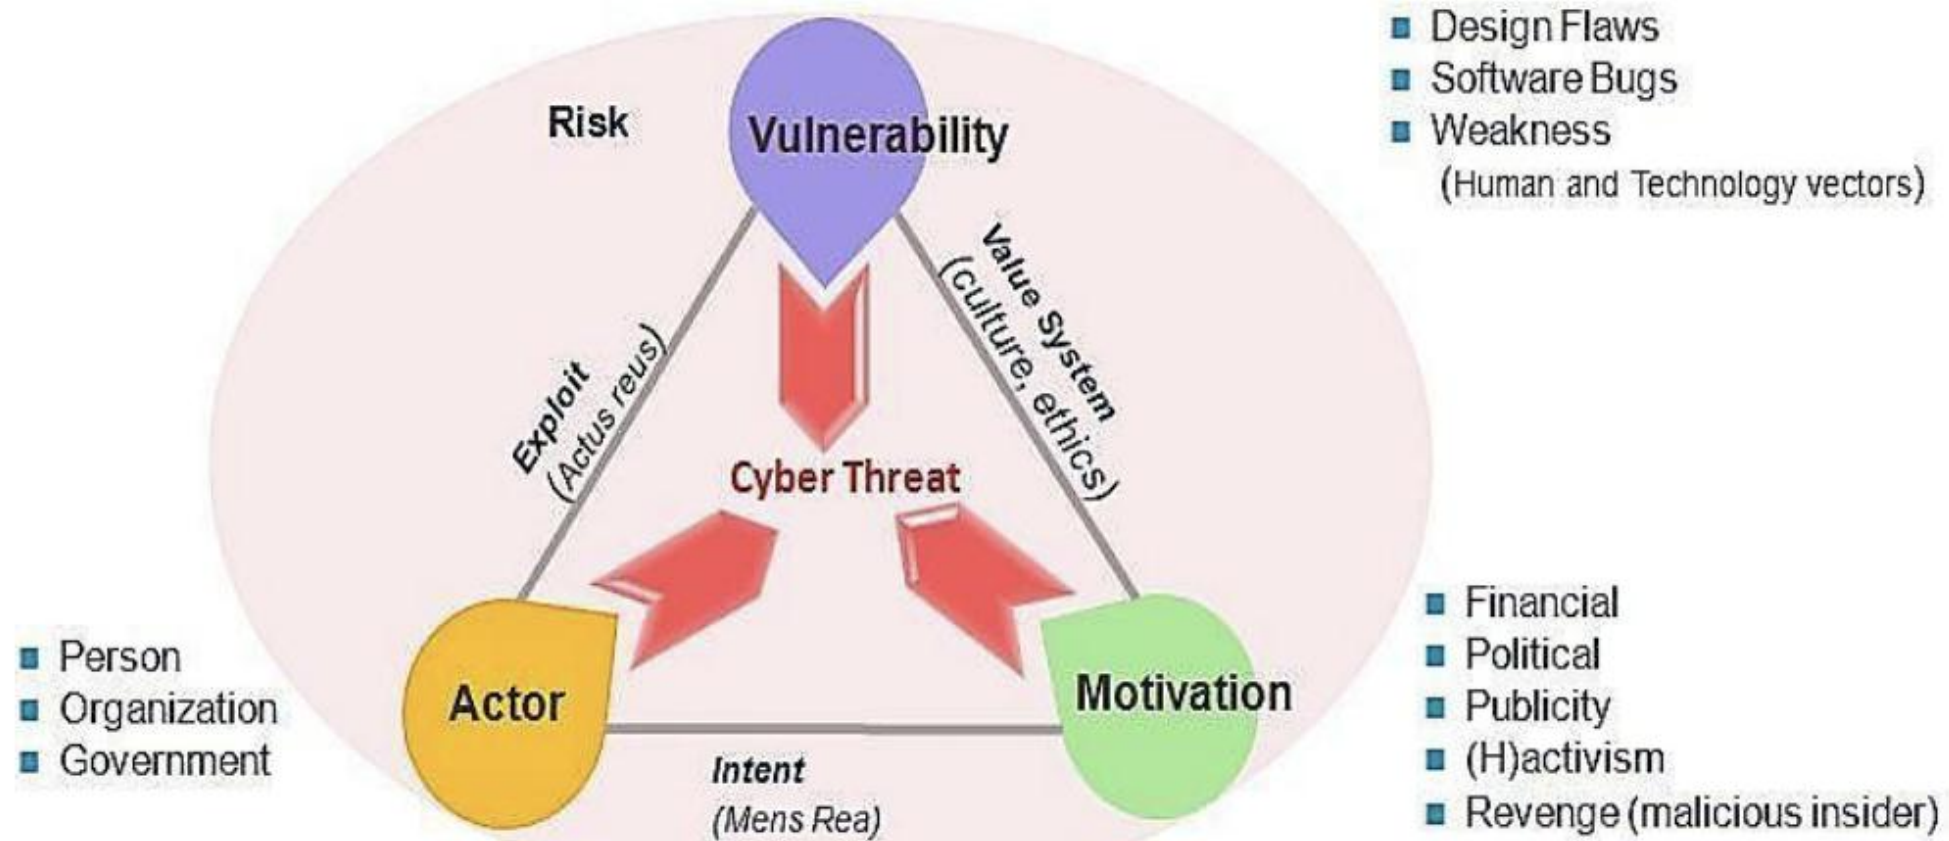 Design Flaws
Software Bugs
Weakness
(Human and Technology vectors)
Risk
Vulnerability
Value System
(culture, ethics)
Exploit
(Actus reus)
Cyber Threat
Person
Organization
Government
Actor
Motivation
Intent
(Mens Rea)
Financial
Political
Publicity
(H)activism
Revenge (malicious insider)